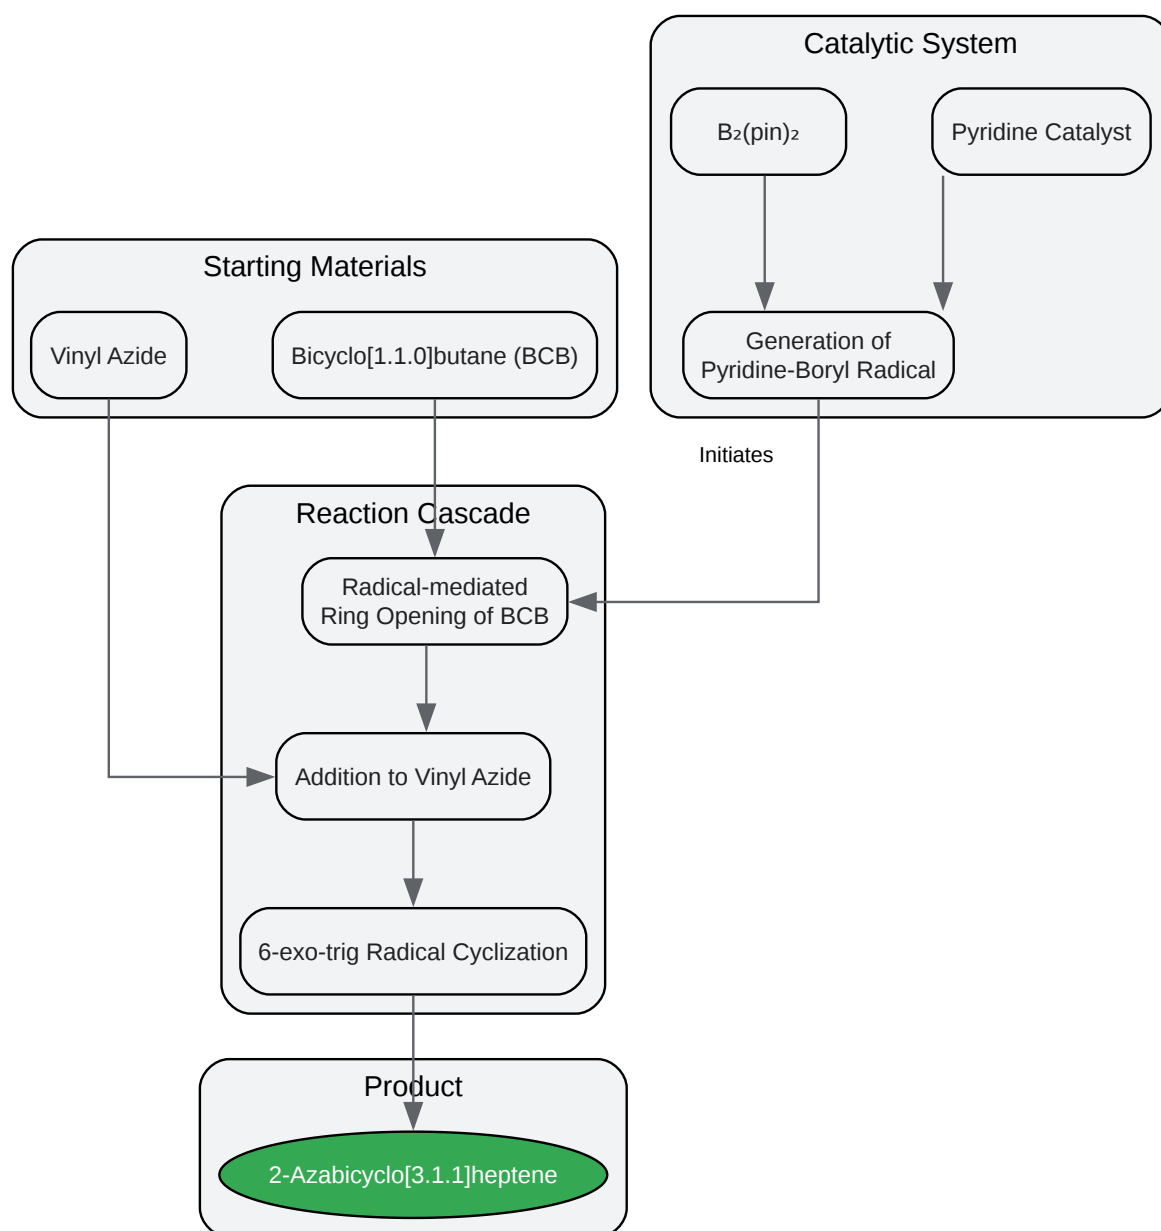 Catalytic System
B₂(pin)₂
Pyridine Catalyst
Starting Materials
Vinyl Azide
Bicyclo[1.1.0]butane (BCB)
Generation of
Pyridine-Boryl Radical
Initiates
Reaction Cascade
Radical-mediated
Ring Opening of BCB
Addition to Vinyl Azide
6-exo-trig Radical Cyclization
Product
2-Azabicyclo[3.1.1]heptene